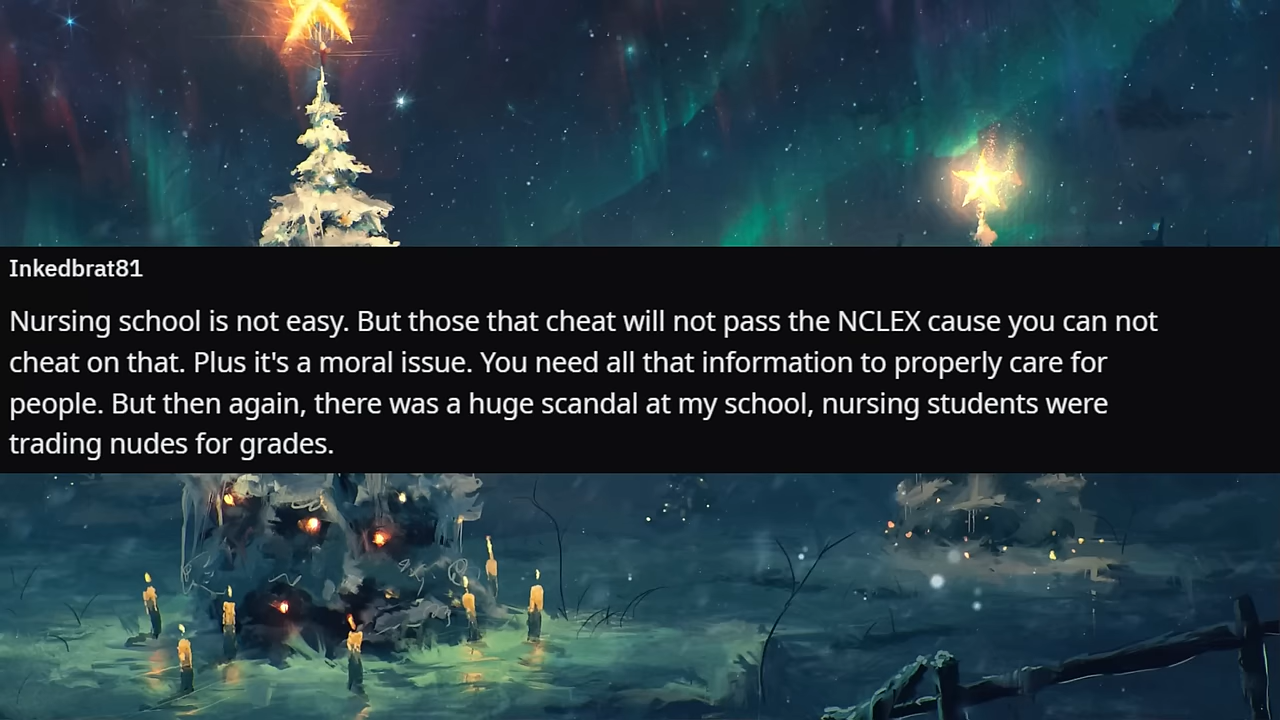 Inkedbrat81
Nursing school is not easy. But those that cheat will not pass the NCLEX cause you can not
cheat on that. Plus it's a moral issue. You need all that information to properly care for
people. But then again, there was a huge scandal at my school, nursing students were
trading nudes for grades.